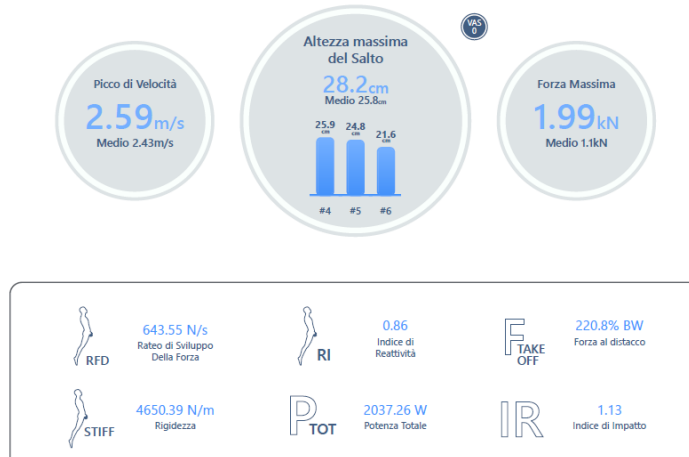 VAS
0
Altezza massima
del Salto
28.2cm
Medio 25.8cm
25.9
cm
24.8
cm
21.6
cm
#4
#5
#6
Picco di Velocità
2.59m/s
Medio 2.43m/s
Forza Massima
1.99kN
Medio 1.1kN
RFD
643.55 N/s
Rateo di Sviluppo
Della Forza
RI
0.86
Indice di
Reattività
F TAKE
OFF
220.8% BW
Forza al distacco
STIFF
4650.39 N/m
Rigidezza
P TOT
2037.26 W
Potenza Totale
IR
1.13
Indice di Impatto